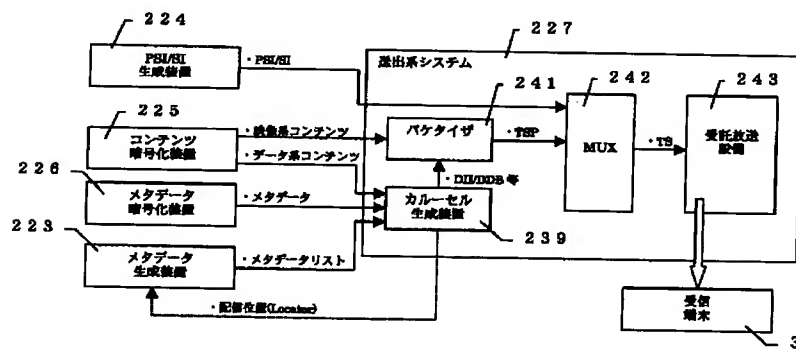 224
227
PSI/SI
生成装置
・PSI/SI
送出系システム
241
242
243
225
コンテンツ
暗号化装置
・映像系コンテンツ
・データ系コンテンツ
パケタイザ
・TSP
MUX
・TS
受託放送
設備
226
メタデータ
暗号化装置
・メタデータ
・DII/DDB 等
カルーセル
生成装置
239
223
メタデータ
生成装置
・メタデータリスト
・配信位置(Locator)
受信
端末
3